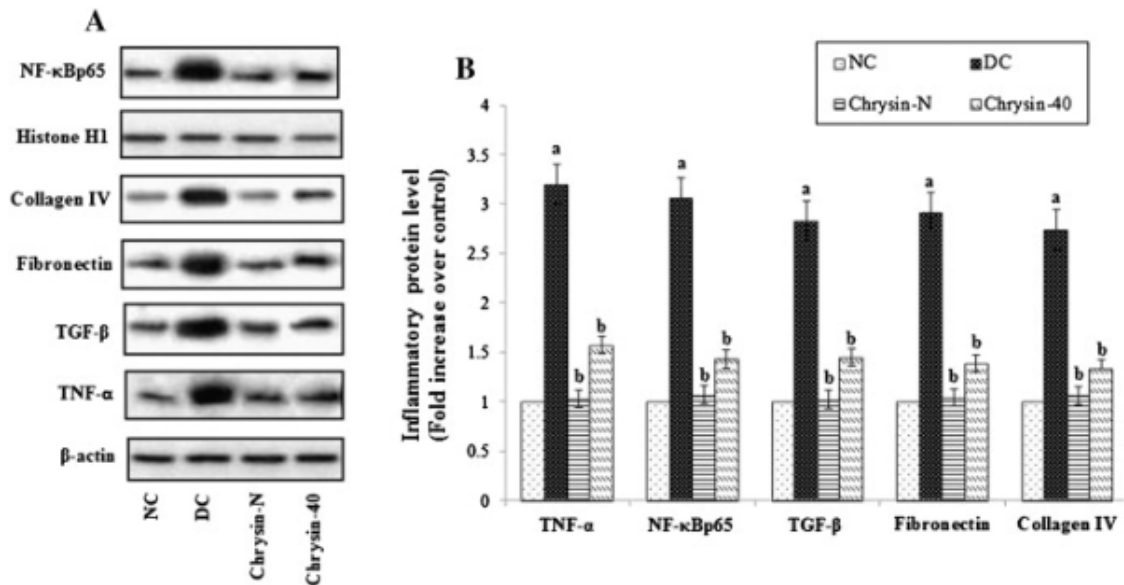 A
NF-κBp65
Histone H1
Collagen IV
Fibronectin
TGF-β
TNF-α
β-actin
NC
DC
Chrysin-N
Chrysin-40
B
NC
DC
Chrysin-N
Chrysin-40
Inflammatory protein level
(Fold increase over control)
4
3.5
3
2.5
2
1.5
1
0.5
0
a
b
b
a
b
b
a
b
b
a
b
b
a
b
b
TNF-α
NF-κBp65
TGF-β
Fibronectin
Collagen IV